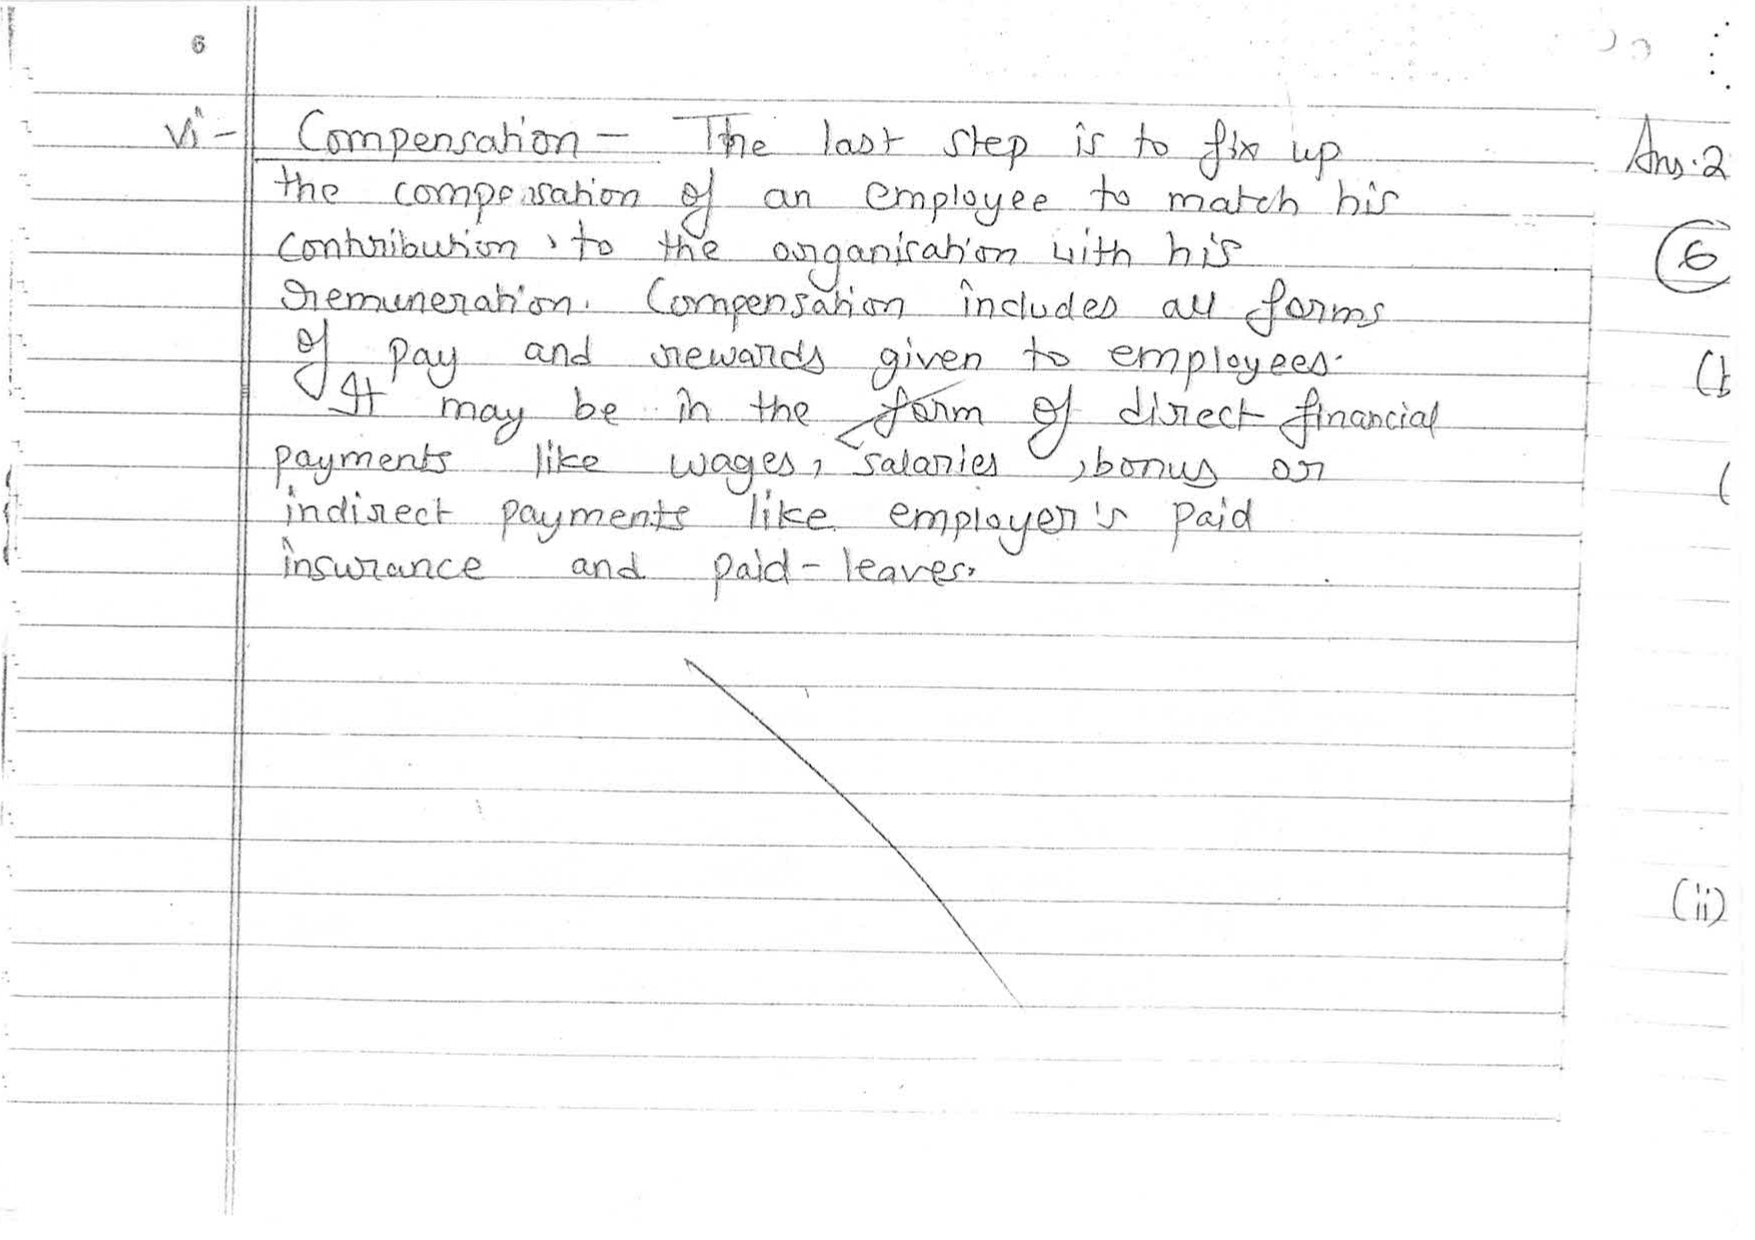 6
vi - Compensation - The last step is to fix up
the compensation of an employee to match his
contribution, to the organisation with his
remuneration. Compensation includes all forms
of pay and rewards given to employees.
It may be in the form of direct financial
payments like wages, salaries, bonus or
indirect payments like employer's paid
insurance and paid-leaves.
Ans.2
6
(ii)